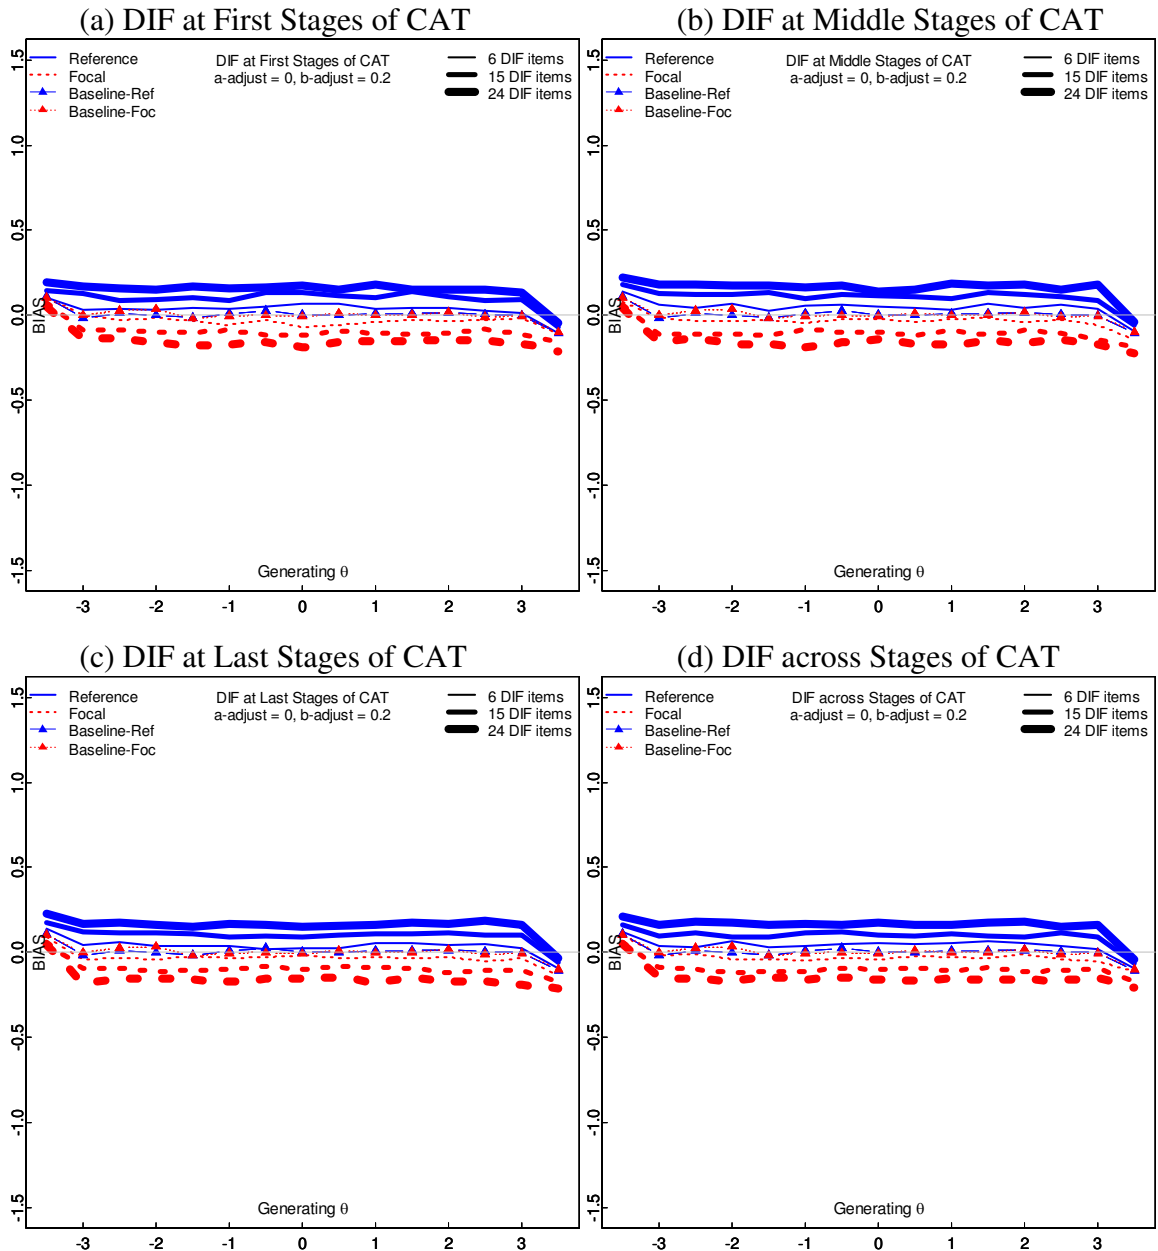 (a) DIF at First Stages of CAT
Reference
Focal
Baseline-Ref
Baseline-Foc
DIF at First Stages of CAT
a-adjust = 0, b-adjust = 0.2
6 DIF items
15 DIF items
24 DIF items
1.5
1.0
0.5
0.0
-0.5
-1.0
-1.5
BIAS
Generating θ
-3 -2 -1 0 1 2 3
(b) DIF at Middle Stages of CAT
Reference
Focal
Baseline-Ref
Baseline-Foc
DIF at Middle Stages of CAT
a-adjust = 0, b-adjust = 0.2
6 DIF items
15 DIF items
24 DIF items
1.5
1.0
0.5
0.0
-0.5
-1.0
-1.5
BIAS
Generating θ
-3 -2 -1 0 1 2 3
(c) DIF at Last Stages of CAT
Reference
Focal
Baseline-Ref
Baseline-Foc
DIF at Last Stages of CAT
a-adjust = 0, b-adjust = 0.2
6 DIF items
15 DIF items
24 DIF items
1.5
1.0
0.5
0.0
-0.5
-1.0
-1.5
BIAS
Generating θ
-3 -2 -1 0 1 2 3
(d) DIF across Stages of CAT
Reference
Focal
Baseline-Ref
Baseline-Foc
DIF across Stages of CAT
a-adjust = 0, b-adjust = 0.2
6 DIF items
15 DIF items
24 DIF items
1.5
1.0
0.5
0.0
-0.5
-1.0
-1.5
BIAS
Generating θ
-3 -2 -1 0 1 2 3